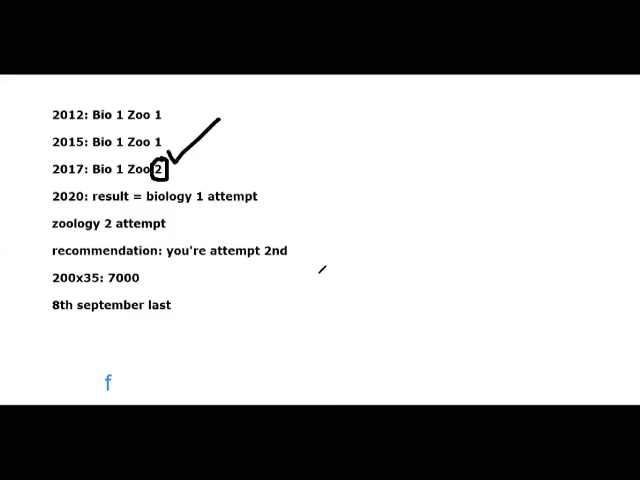 2012: Bio 1 Zoo 1
2015: Bio 1 Zoo 1
2017: Bio 1 Zoo 2
2020: result = biology 1 attempt
zoology 2 attempt
recommendation: you're attempt 2nd
200x35: 7000
8th september last
f